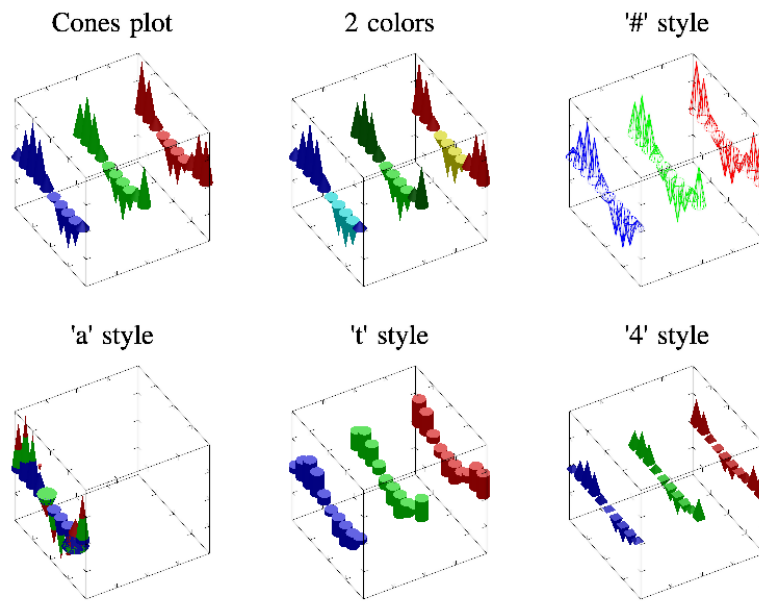 Cones plot
2 colors
'#' style
'a' style
't' style
'4' style